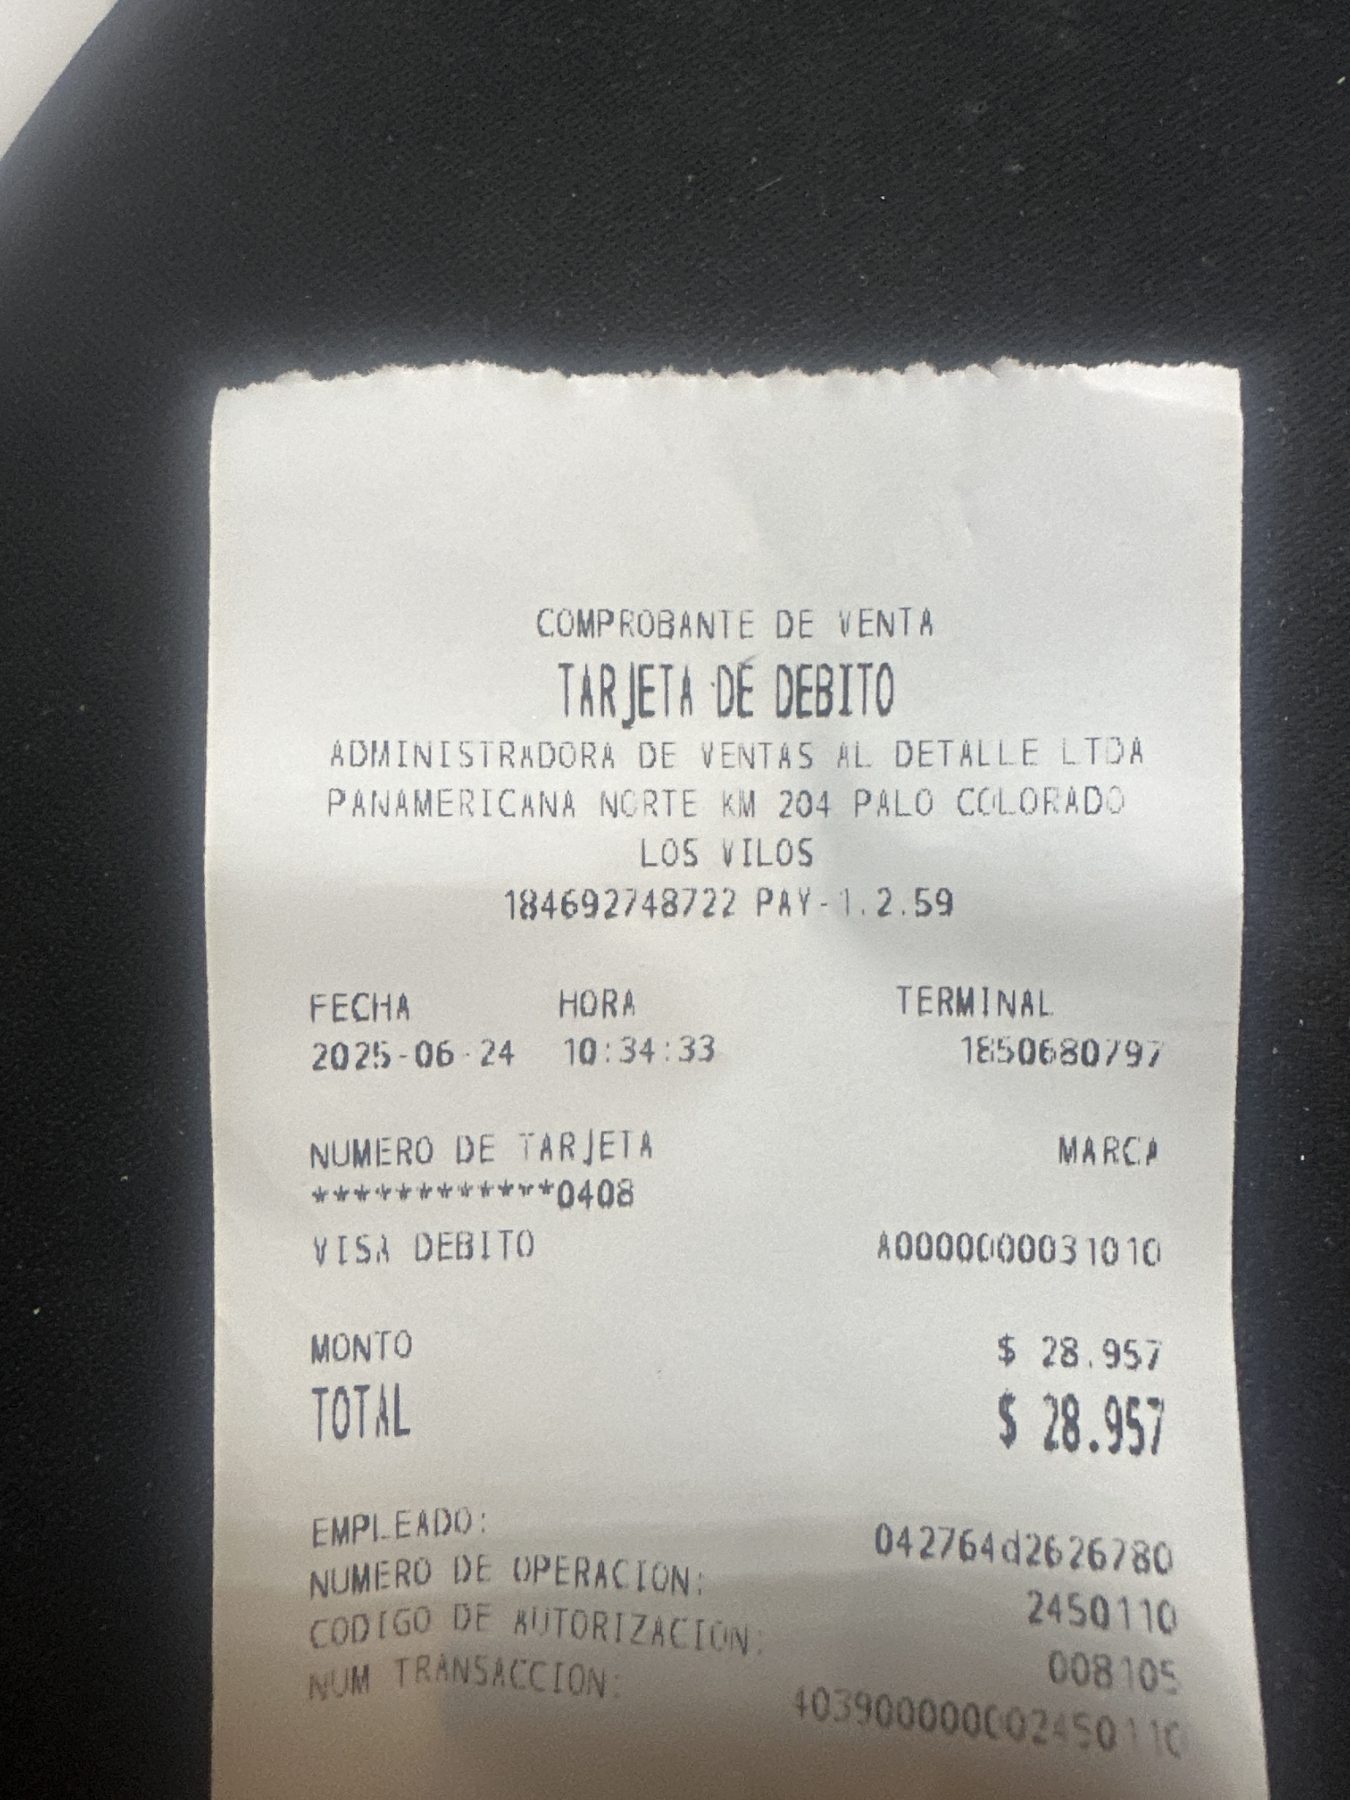 COMPROBANTE DE VENTA
TARJETA DE DEBITO
ADMINISTRADORA DE VENTAS AL DETALLE LTDA
PANAMERICANA NORTE KM 204 PALO COLORADO
LOS VILOS
184692748722 PAY-1.2.59
FECHA HORA TERMINAL
2025-06-24 10:34:33 1850680797
NUMERO DE TARJETA MARCA
************0408
VISA DEBITO A0000000031010
MONTO $ 28.957
TOTAL $ 28.957
EMPLEADO: 042764d2626780
NUMERO DE OPERACION: 2450110
CODIGO DE AUTORIZACION: 008105
NUM TRANSACCION: 403900000002450110